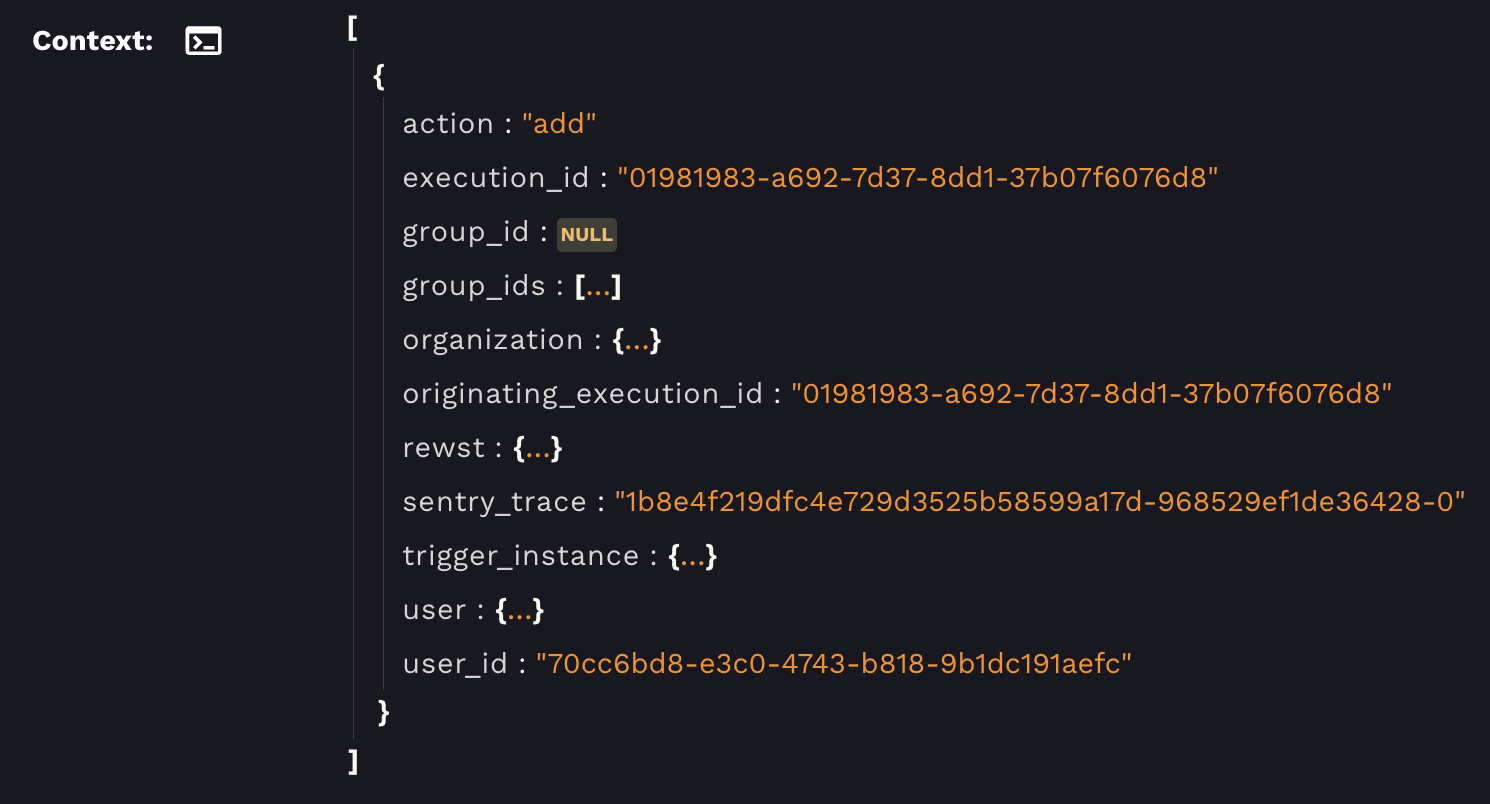 Context:
[
{
action : "add"
execution_id : "01981983-a692-7d37-8dd1-37b07f6076d8"
group_id : NULL
group_ids : [...]
organization : {...}
originating_execution_id : "01981983-a692-7d37-8dd1-37b07f6076d8"
rewst : {...}
sentry_trace : "1b8e4f219dfc4e729d3525b58599a17d-968529ef1de36428-0"
trigger_instance : {...}
user : {...}
user_id : "70cc6bd8-e3c0-4743-b818-9b1dc191aefc"
}
]